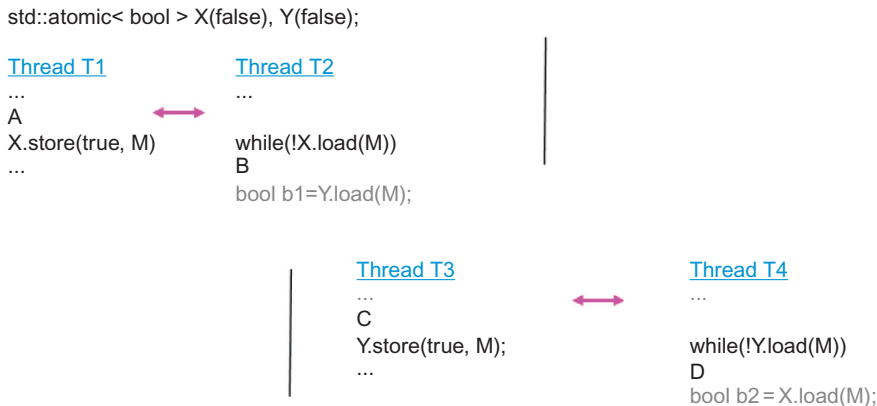 std::atomic< bool > X(false), Y(false);
Thread T1
...
A
X.store(true, M)
...
Thread T2
...
while(!X.load(M))
B
bool b1=Y.load(M);
Thread T3
...
C
Y.store(true, M);
...
Thread T4
...
while(!Y.load(M))
D
bool b2 = X.load(M);